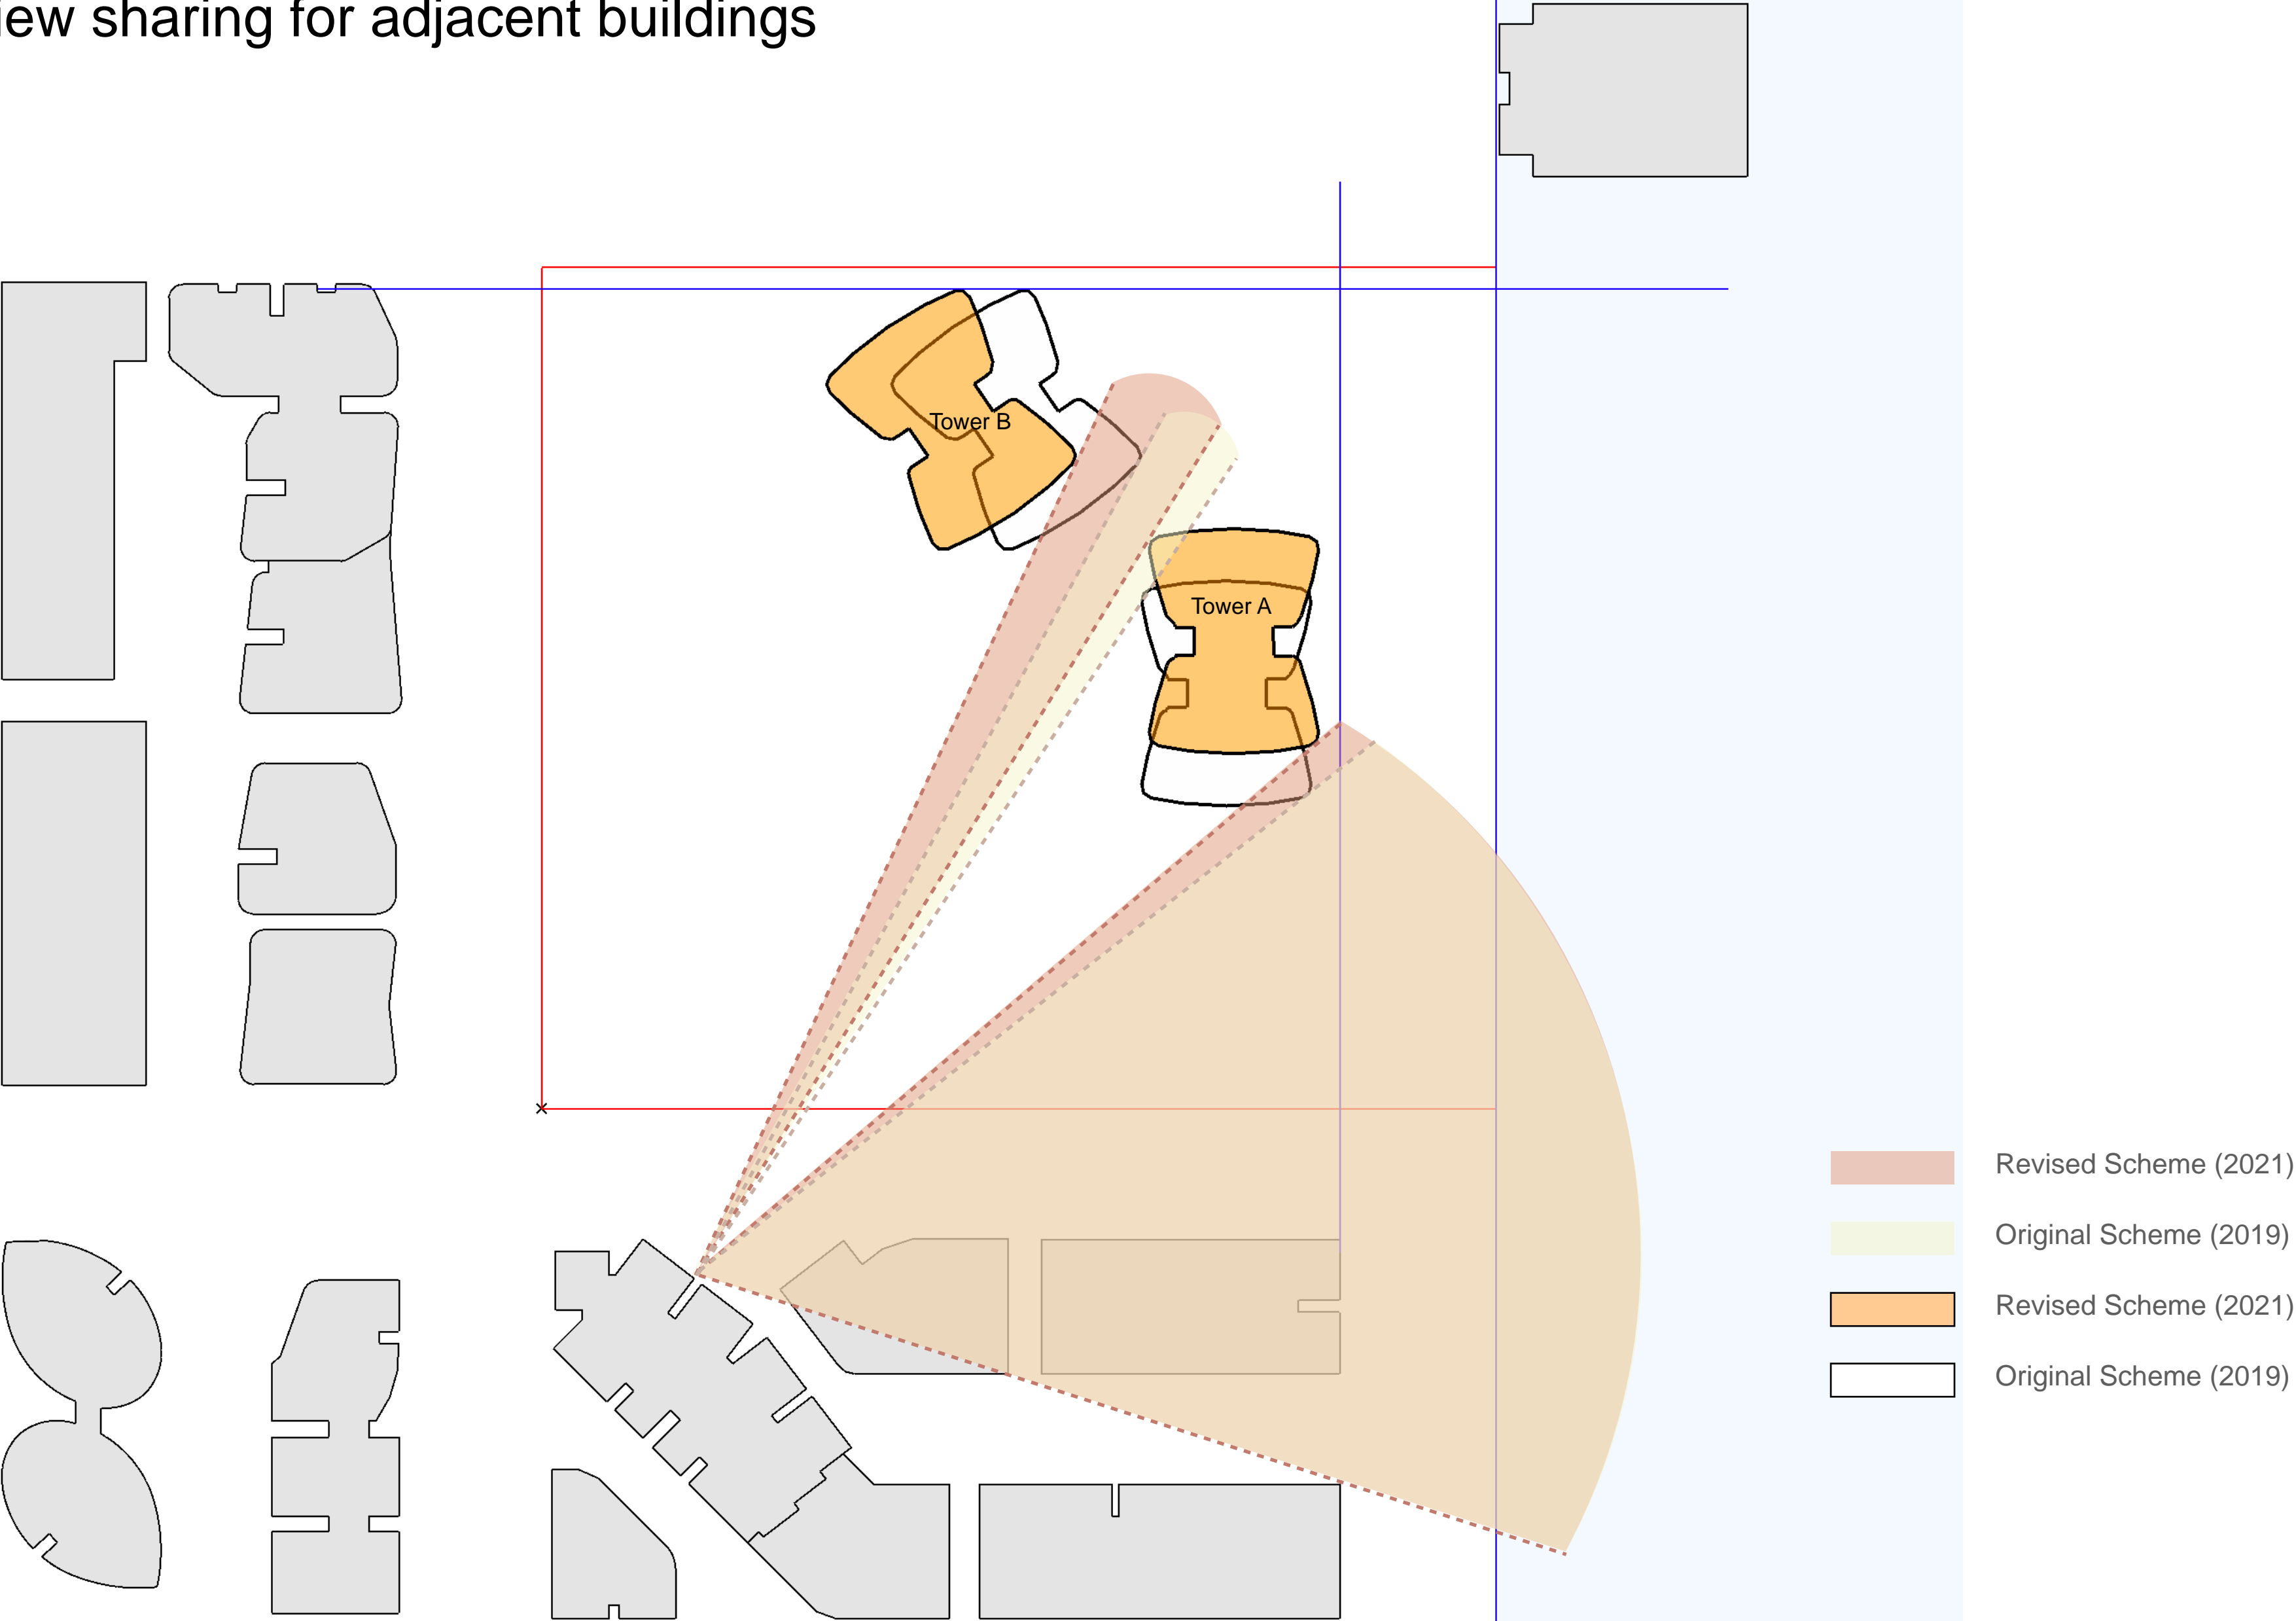 iew sharing for adjacent buildings
Tower B
Tower A
Revised Scheme (2021)
Original Scheme (2019)
Revised Scheme (2021)
Original Scheme (2019)